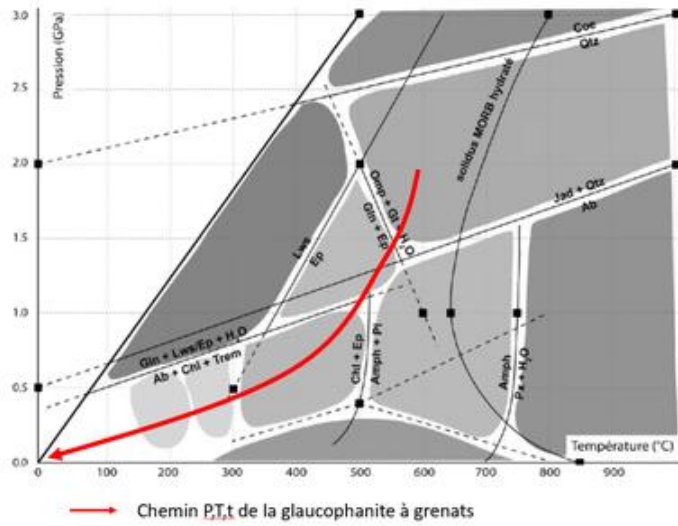 3.0
2.5
2.0
1.5
1.0
0.5
0.0
Pression (GPa)
Coe
Qtz
solidus MORB hydraté
Omp + Gt + H2O
Gln + Ep
Jad + Qtz
Ab
Lws
Ep
Gln + Lws/Ep + H2O
Ab + Chl + Trem
Chl + Ep
Amph + Pl
Amph
Px + H2O
Température (°C)
0
100
200
300
400
500
600
700
800
900
Chemin P,T,t de la glaucophanite à grenats